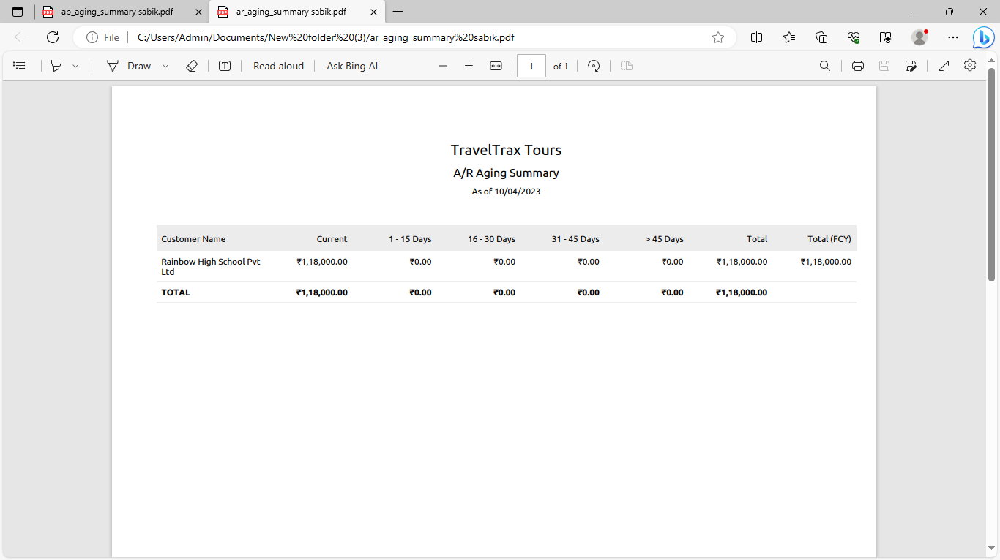 ap_aging_summary sabik.pdf
ar_aging_summary sabik.pdf
File C:/Users/Admin/Documents/New%20folder%20(3)/ar_aging_summary%20sabik.pdf
Draw Read aloud Ask Bing AI 1 of 1
TravelTrax Tours
A/R Aging Summary
As of 10/04/2023
Customer Name Current 1 - 15 Days 16 - 30 Days 31 - 45 Days > 45 Days Total Total (FCY)
Rainbow High School Pvt ₹1,18,000.00 ₹0.00 ₹0.00 ₹0.00 ₹0.00 ₹1,18,000.00 ₹1,18,000.00
Ltd
TOTAL ₹1,18,000.00 ₹0.00 ₹0.00 ₹0.00 ₹0.00 ₹1,18,000.00